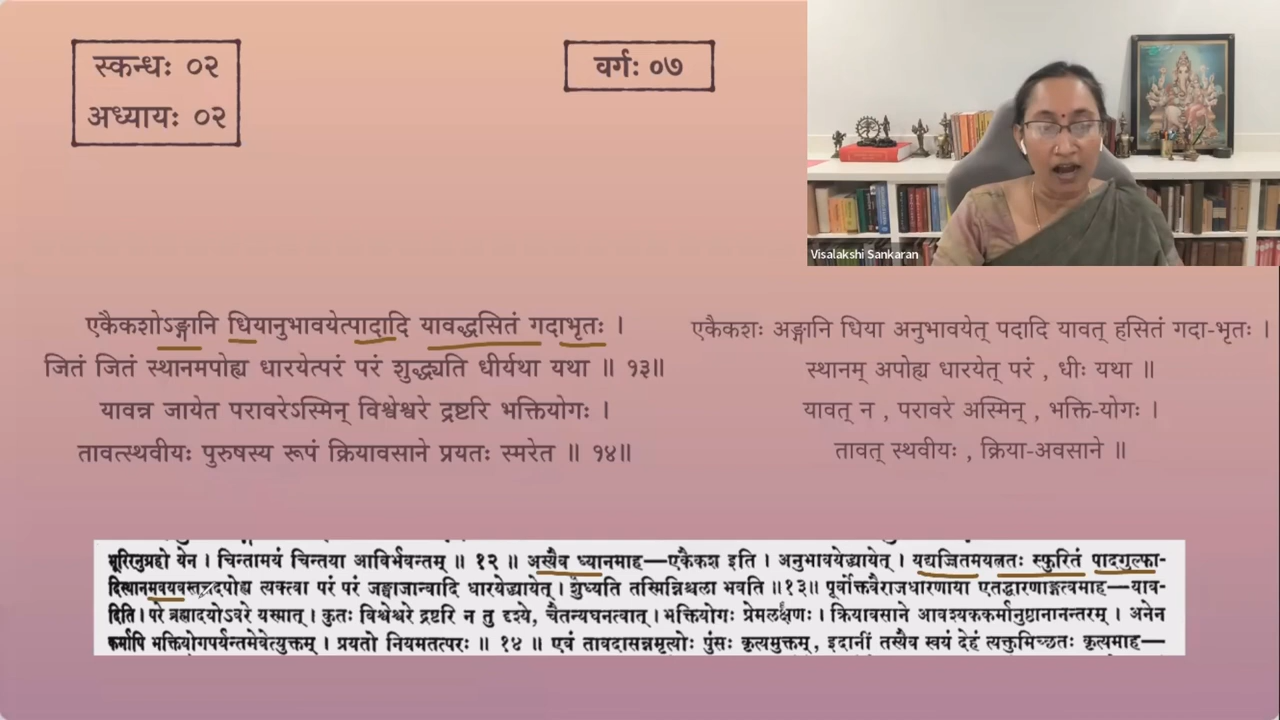 स्कन्धः ०२
अध्यायः ०२
वर्गः ०७
Visalakshi Sankaran
एकैकशोऽङ्गानि धियानुभावयेत्पादादि यावद्धसितं गदाभृतः ।
जितं जितं स्थानमपोह्य धारयेत्परं परं शुद्ध्यति धीर्यथा यथा ॥ १३॥
यावन्न जायेत परावरेऽस्मिन् विश्वेश्वरे द्रष्टरि भक्तियोगः ।
तावत्स्थवीयः पुरुषस्य रूपं क्रियावसाने प्रयतः स्मरेत ॥ १४॥
एकैकशः अङ्गानि धिया अनुभावयेत् पदादि यावत् हसितं गदा-भृतः ।
स्थानम् अपोह्य धारयेत् परं , धीः यथा ॥
यावत् न , परावरे अस्मिन् , भक्ति-योगः ।
तावत् स्थवीयः , क्रिया-अवसाने ॥
भूरिनुग्रहो येन । चिन्तामयं चिन्तया आविर्भवन्तम् ॥ १२ ॥ अस्यैव ध्यानमाह—एकैकश इति । अनुभावयेद्ध्यायेत् । यद्यज्जितमयत्नतः स्फुरितं पादगुल्फा-
दिस्थानमवयवस्तत्तदपोह्य त्यक्त्वा परं परं जङ्घाजान्वादि धारयेद्ध्यायेत् । शुध्यति तस्मिन्निश्चला भवति ॥१३॥ पूर्वोक्तवैराजधारणाया एतद्धारणाङ्गत्वमाह—याव-
दिति । परे ब्रह्मादयोऽवरे यस्मात् । कुतः विश्वेश्वरे द्रष्टरि न तु दृश्ये, चैतन्यघनत्वात् । भक्तियोगः प्रेमलक्षणः । क्रियावसाने आवश्यककर्मानुष्ठानानन्तरम् । अनेन
कर्मापि भक्तियोगपर्यन्तमेवेत्युक्तम् । प्रयतो नियमतत्परः ॥ १४ ॥ एवं तावदासन्नमृत्योः पुंसः कृत्यमुक्तम्, इदानीं तस्यैव स्वयं देहं त्यक्तुमिच्छतः कृत्यमाह—